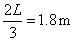 2L/3 = 1.8 m